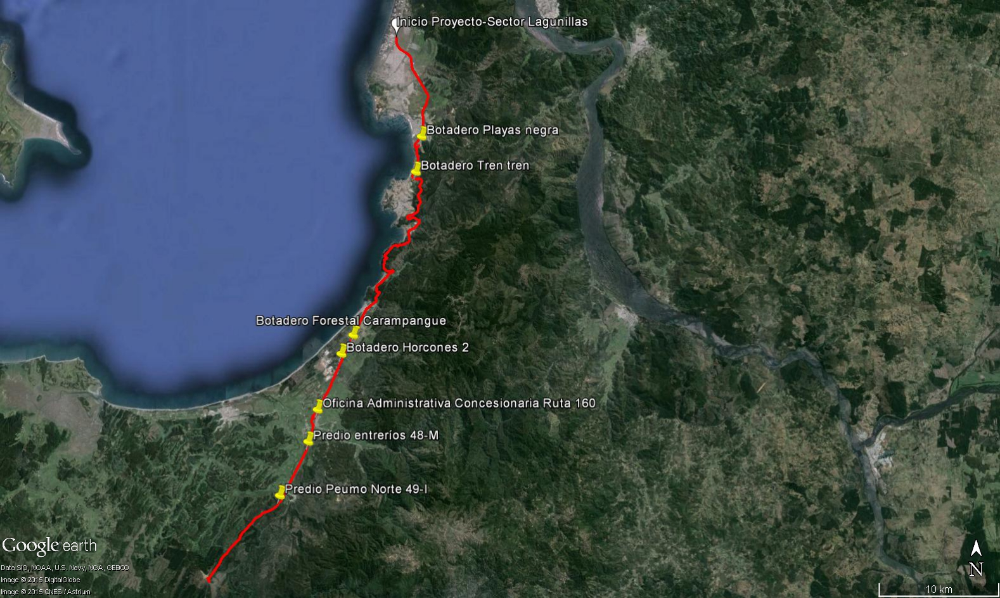 Inicio Proyecto-Sector Lagunillas
Botadero Playas negra
Botadero Tren tren
Botadero Forestal Carampangue
Botadero Horcones 2
Oficina Administrativa Concesionaria Ruta 160
Predio entreríos 48-M
Predio Peumo Norte 49-I
Google earth
Data SIO, NOAA, U.S. Navy, NGA, GEBCO
Image © 2015 DigitalGlobe
Image © 2015 CNES / Astrium
N
10 km